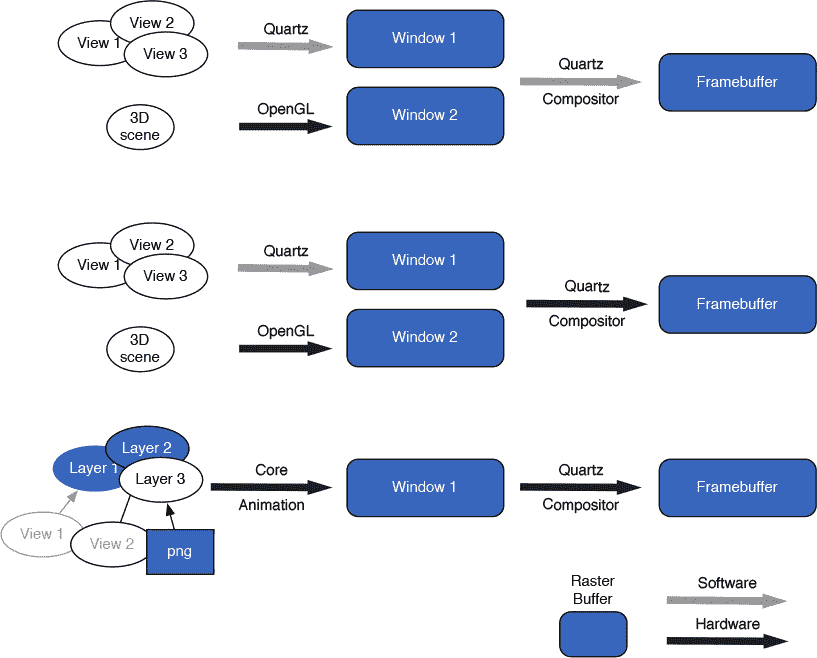 View 1
View 2
View 3
Quartz
Window 1
3D
scene
OpenGL
Window 2
Quartz
Compositor
Framebuffer
View 1
View 2
View 3
Quartz
Window 1
3D
scene
OpenGL
Window 2
Quartz
Compositor
Framebuffer
Layer 1
Layer 2
Layer 3
View 1
View 2
png
Core
Animation
Window 1
Quartz
Compositor
Framebuffer
Raster
Buffer
Software
Hardware